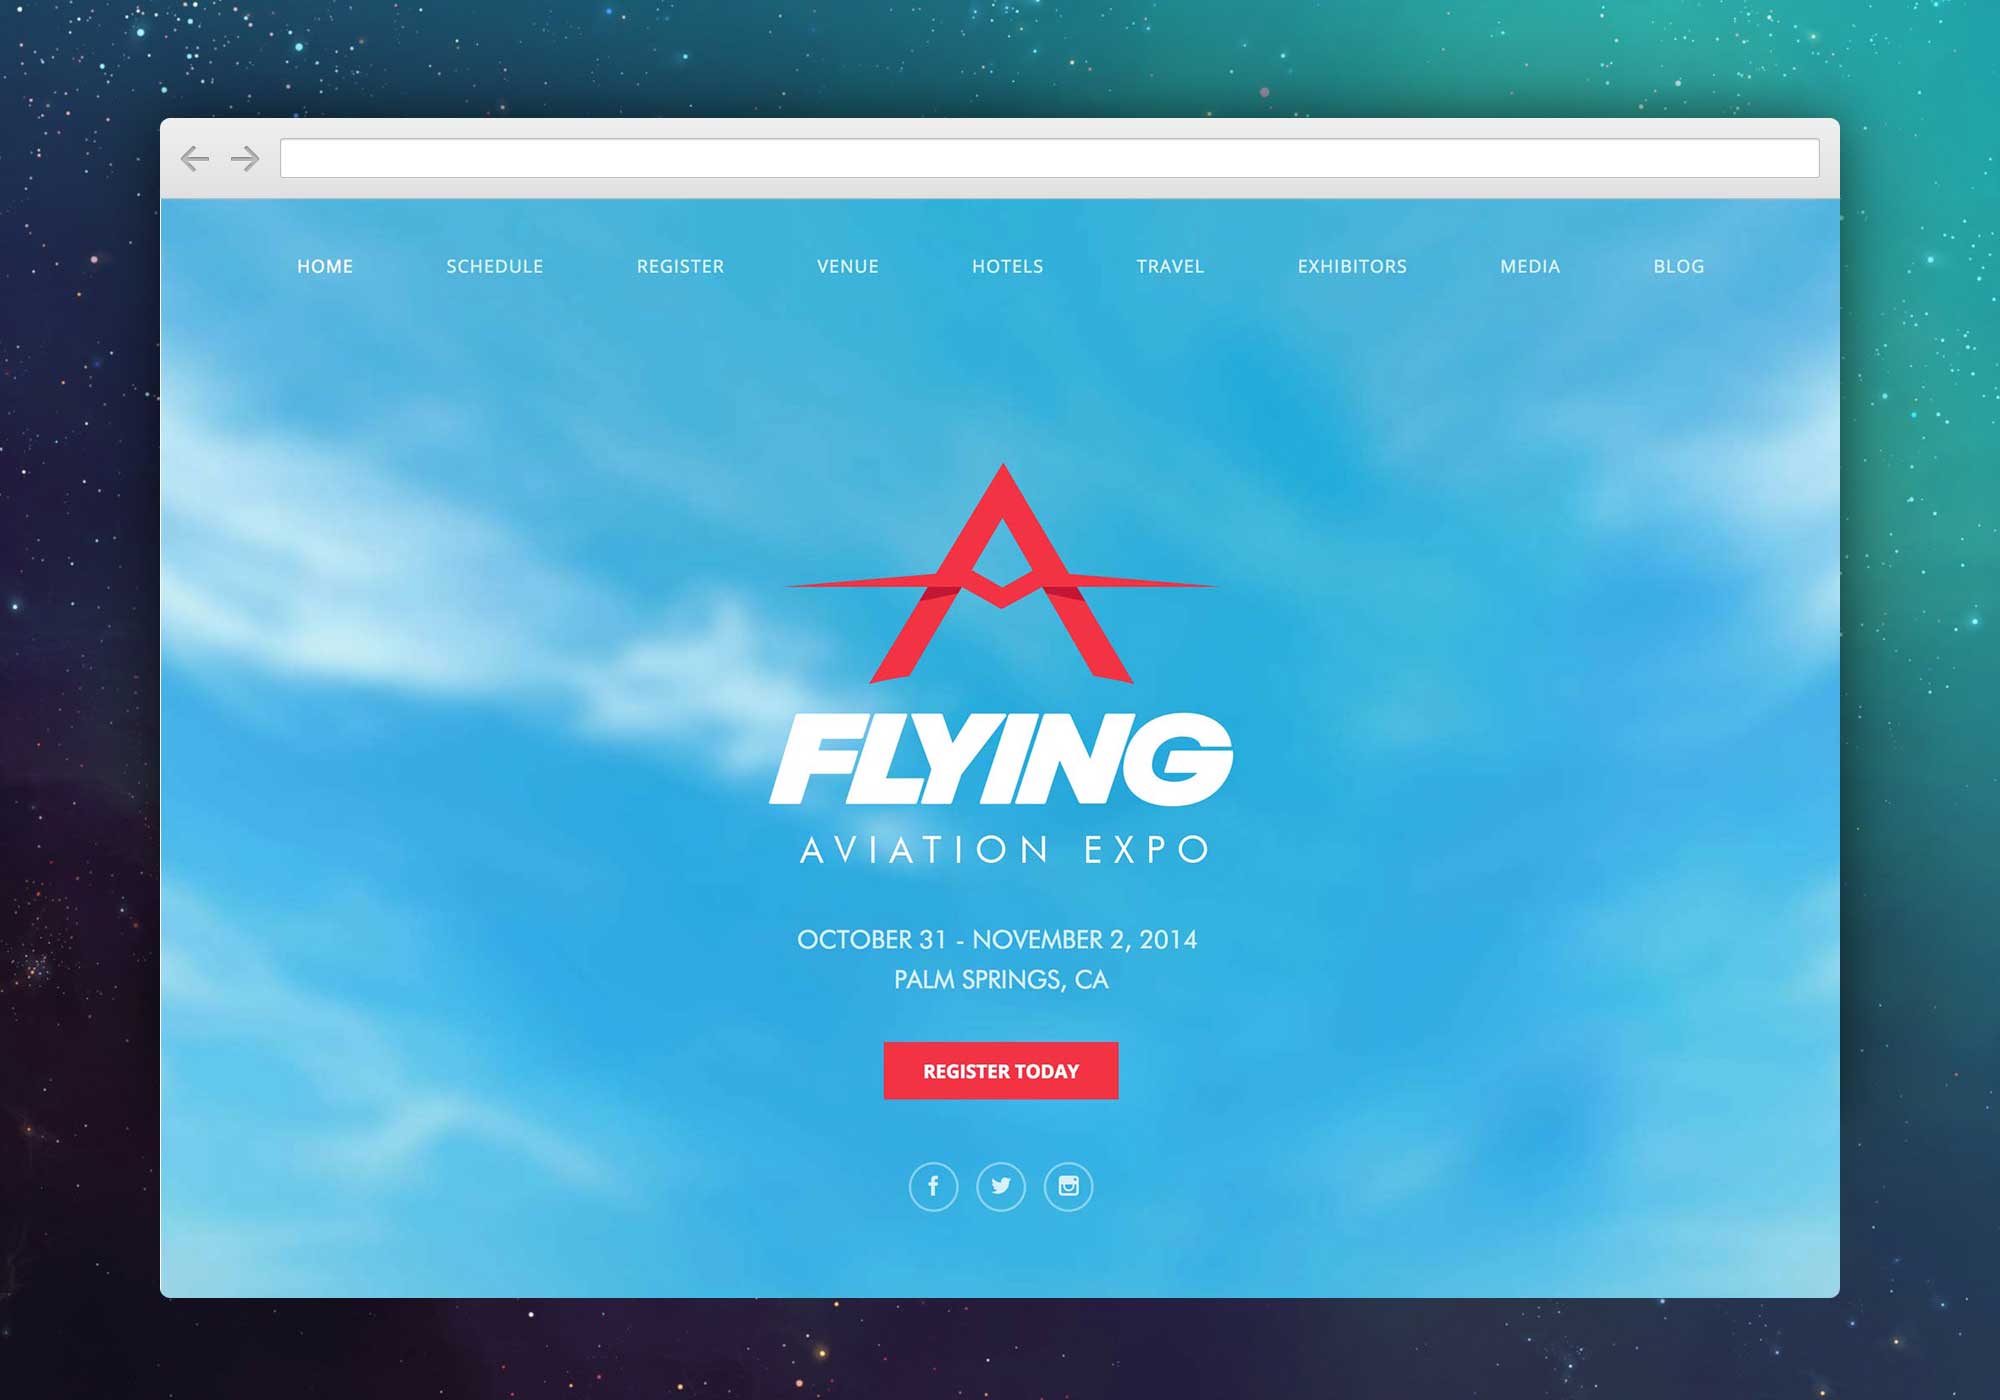 HOME SCHEDULE REGISTER VENUE HOTELS TRAVEL EXHIBITORS MEDIA BLOG
FLYING
AVIATION EXPO
OCTOBER 31 - NOVEMBER 2, 2014
PALM SPRINGS, CA
REGISTER TODAY